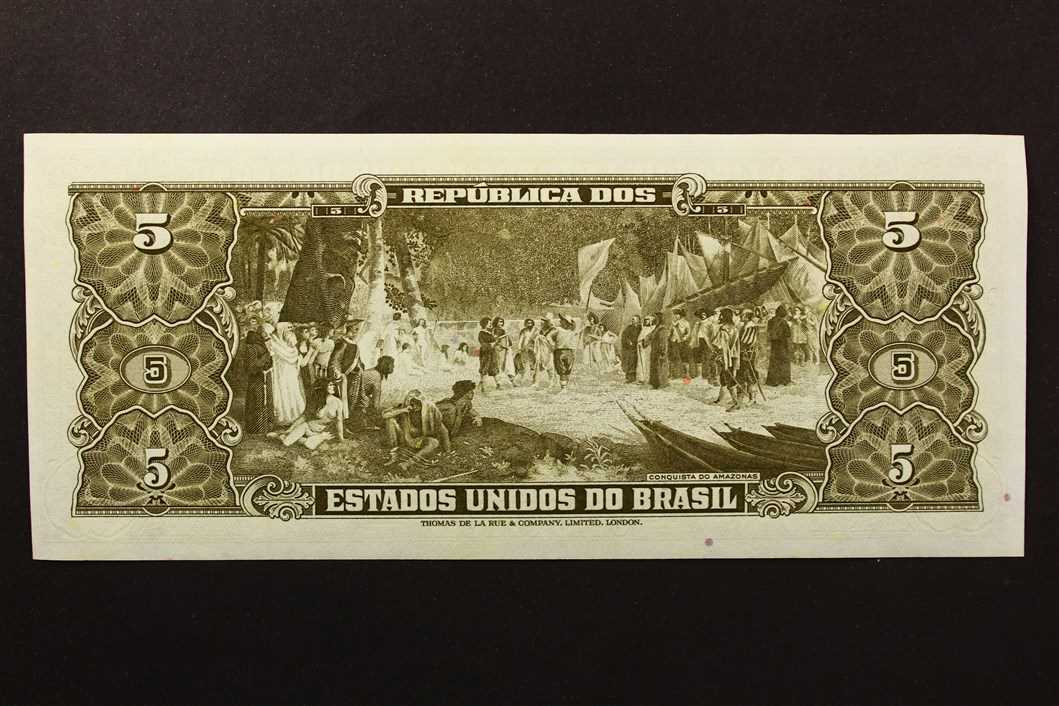 REPÚBLICA DOS
5 5
5 5
5 5
5 5
CONQUISTA DO AMAZONAS
ESTADOS UNIDOS DO BRASIL
THOMAS DE LA RUE & COMPANY, LIMITED, LONDON.